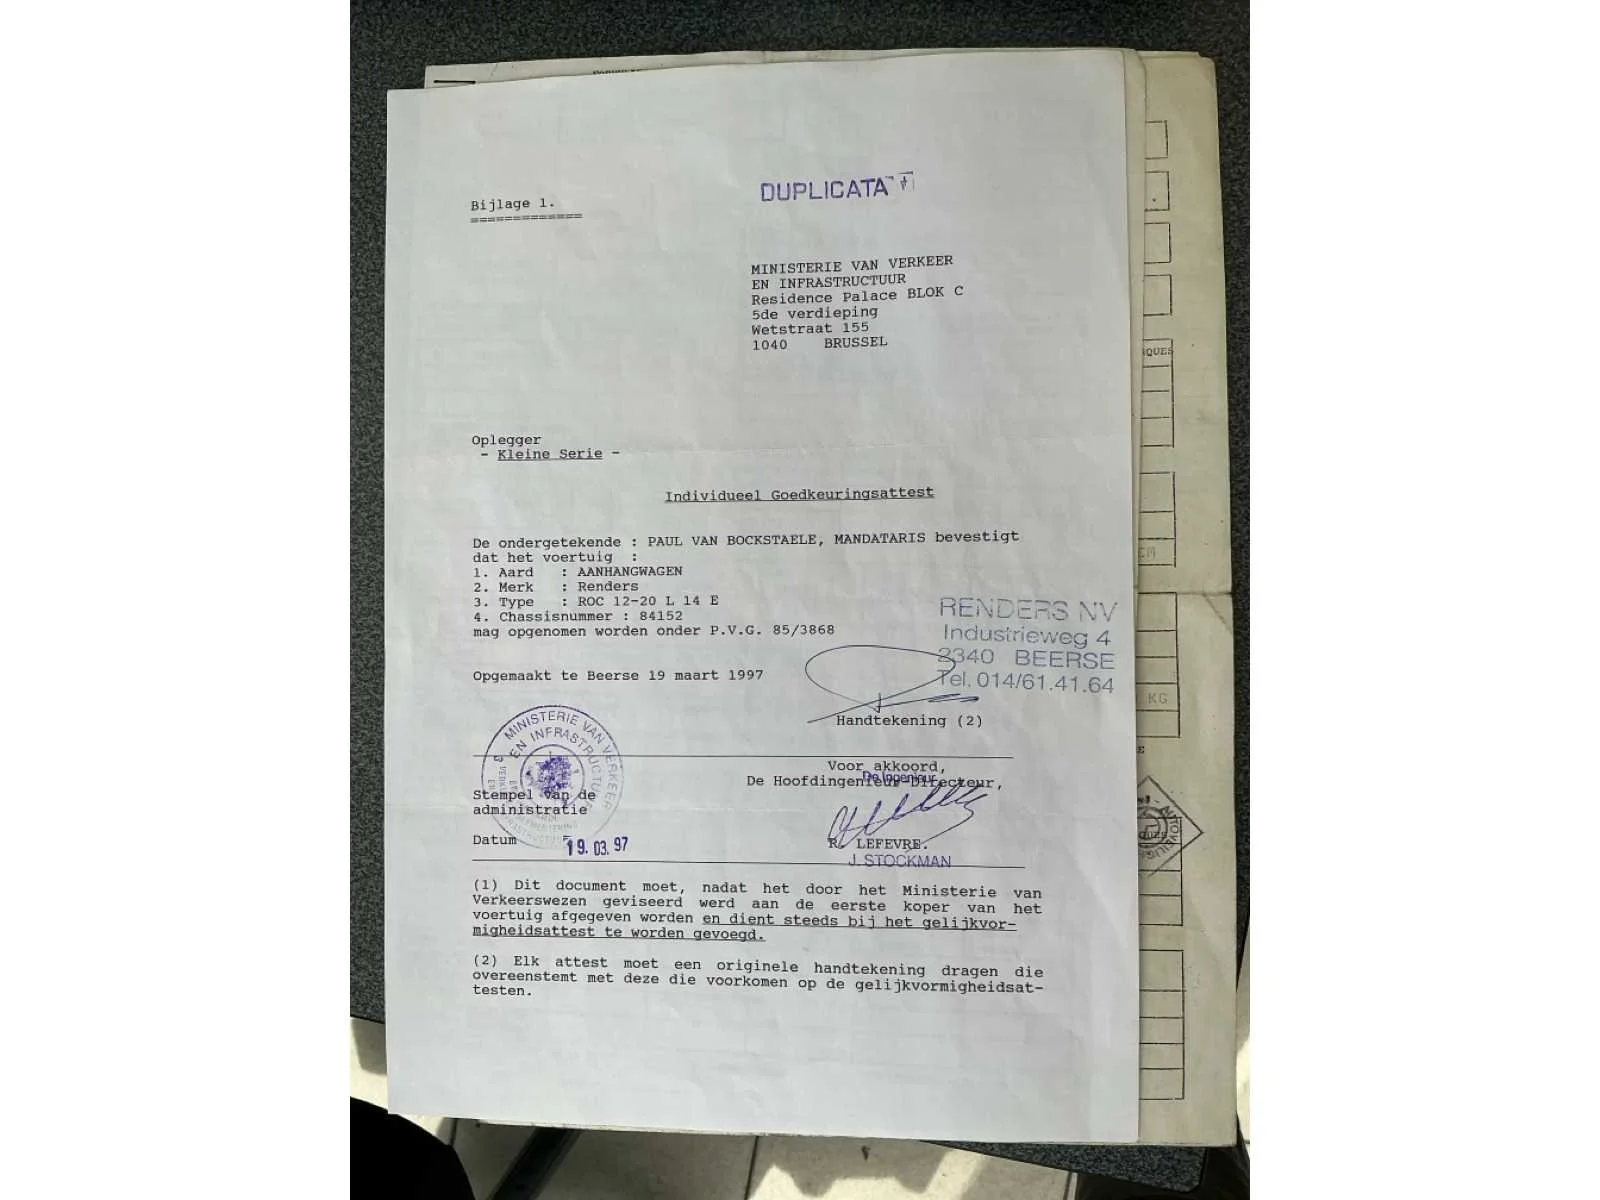 DUPLICATA
Bijlage 1.
=============
MINISTERIE VAN VERKEER
EN INFRASTRUCTUUR
Residence Palace BLOK C
5de verdieping
Wetstraat 155
1040 BRUSSEL
Oplegger
- Kleine Serie -
Individueel Goedkeuringsattest
De ondergetekende : PAUL VAN BOCKSTAELE, MANDATARIS bevestigt
dat het voertuig :
1. Aard : AANHANGWAGEN
2. Merk : Renders
3. Type : ROC 12-20 L 14 E
4. Chassisnummer : 84152
mag opgenomen worden onder P.V.G. 85/3868
RENDERS NV
Industrieweg 4
2340 BEERSE
Tel. 014/61.41.64
Opgemaakt te Beerse 19 maart 1997
Handtekening (2)
MINISTERIE VAN VERKEER
EN INFRASTRUCTUUR
Voor akkoord,
De Hoofdingenieur-Directeur,
De Ingenieur
Stempel van de
administratie
Datum
19. 03. 97
R. LEFEVRE.
J. STOCKMAN
(1) Dit document moet, nadat het door het Ministerie van
Verkeerswezen geviseerd werd aan de eerste koper van het
voertuig afgegeven worden en dient steeds bij het gelijkvor-
migheidsattest te worden gevoegd.
(2) Elk attest moet een originele handtekening dragen die
overeenstemt met deze die voorkomen op de gelijkvormigheidsat-
testen.
QUES
CM
KG